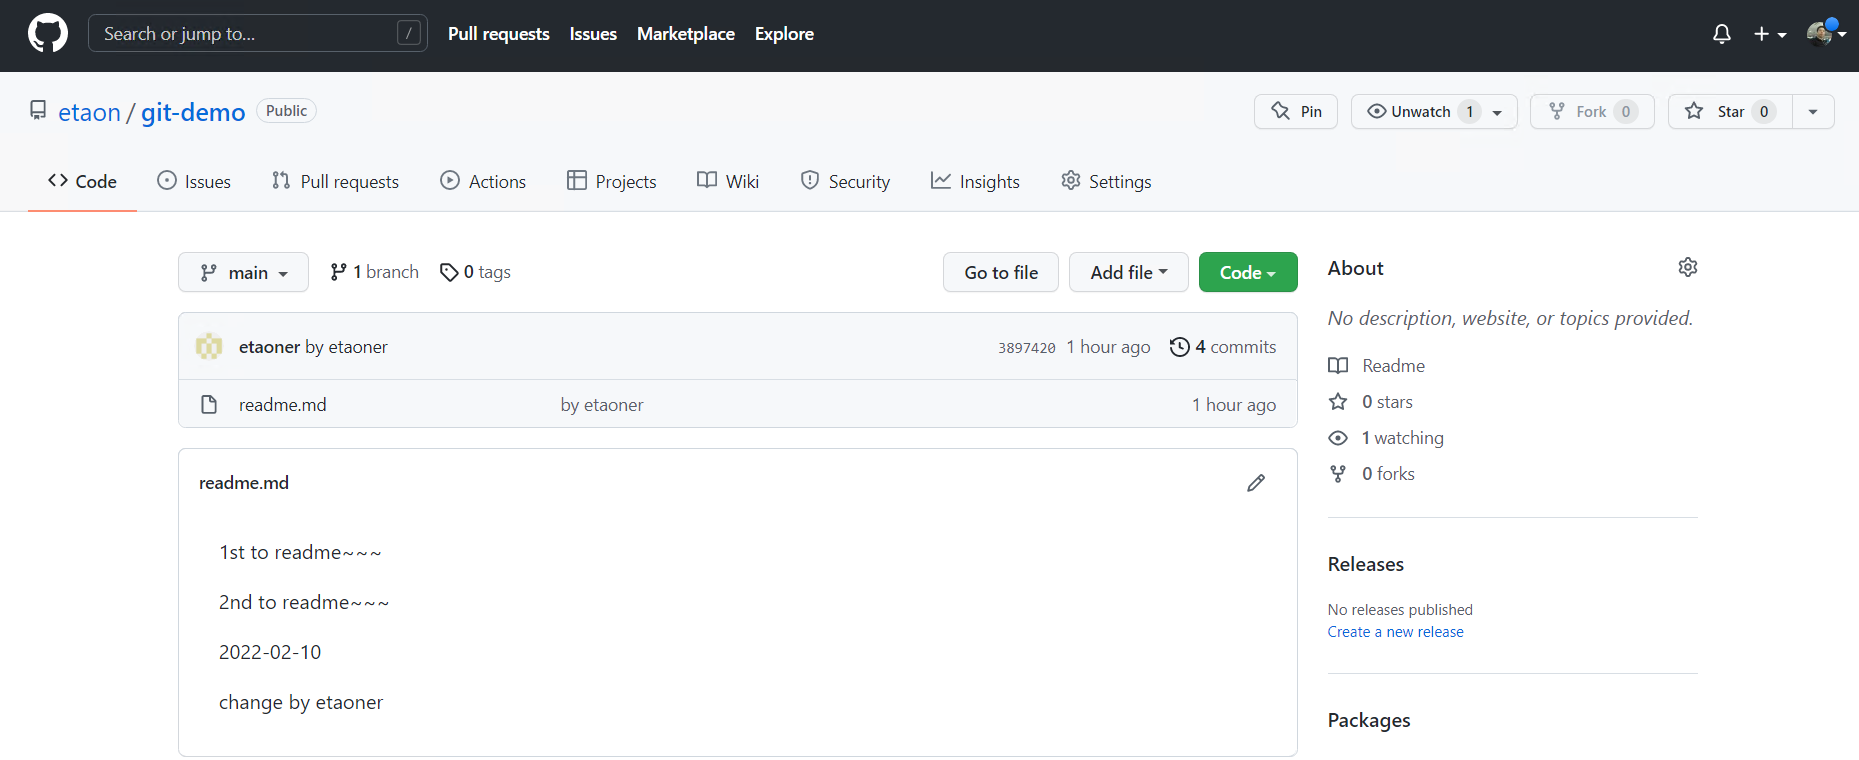 Search or jump to... /
Pull requests Issues Marketplace Explore
etaon / git-demo Public
Pin Unwatch 1 Fork 0 Star 0
Code Issues Pull requests Actions Projects Wiki Security Insights Settings
main 1 branch 0 tags Go to file Add file Code
etaoner by etaoner 3897420 1 hour ago 4 commits
readme.md by etaoner 1 hour ago
readme.md
1st to readme~~~
2nd to readme~~~
2022-02-10
change by etaoner
About
No description, website, or topics provided.
Readme
0 stars
1 watching
0 forks
Releases
No releases published
Create a new release
Packages